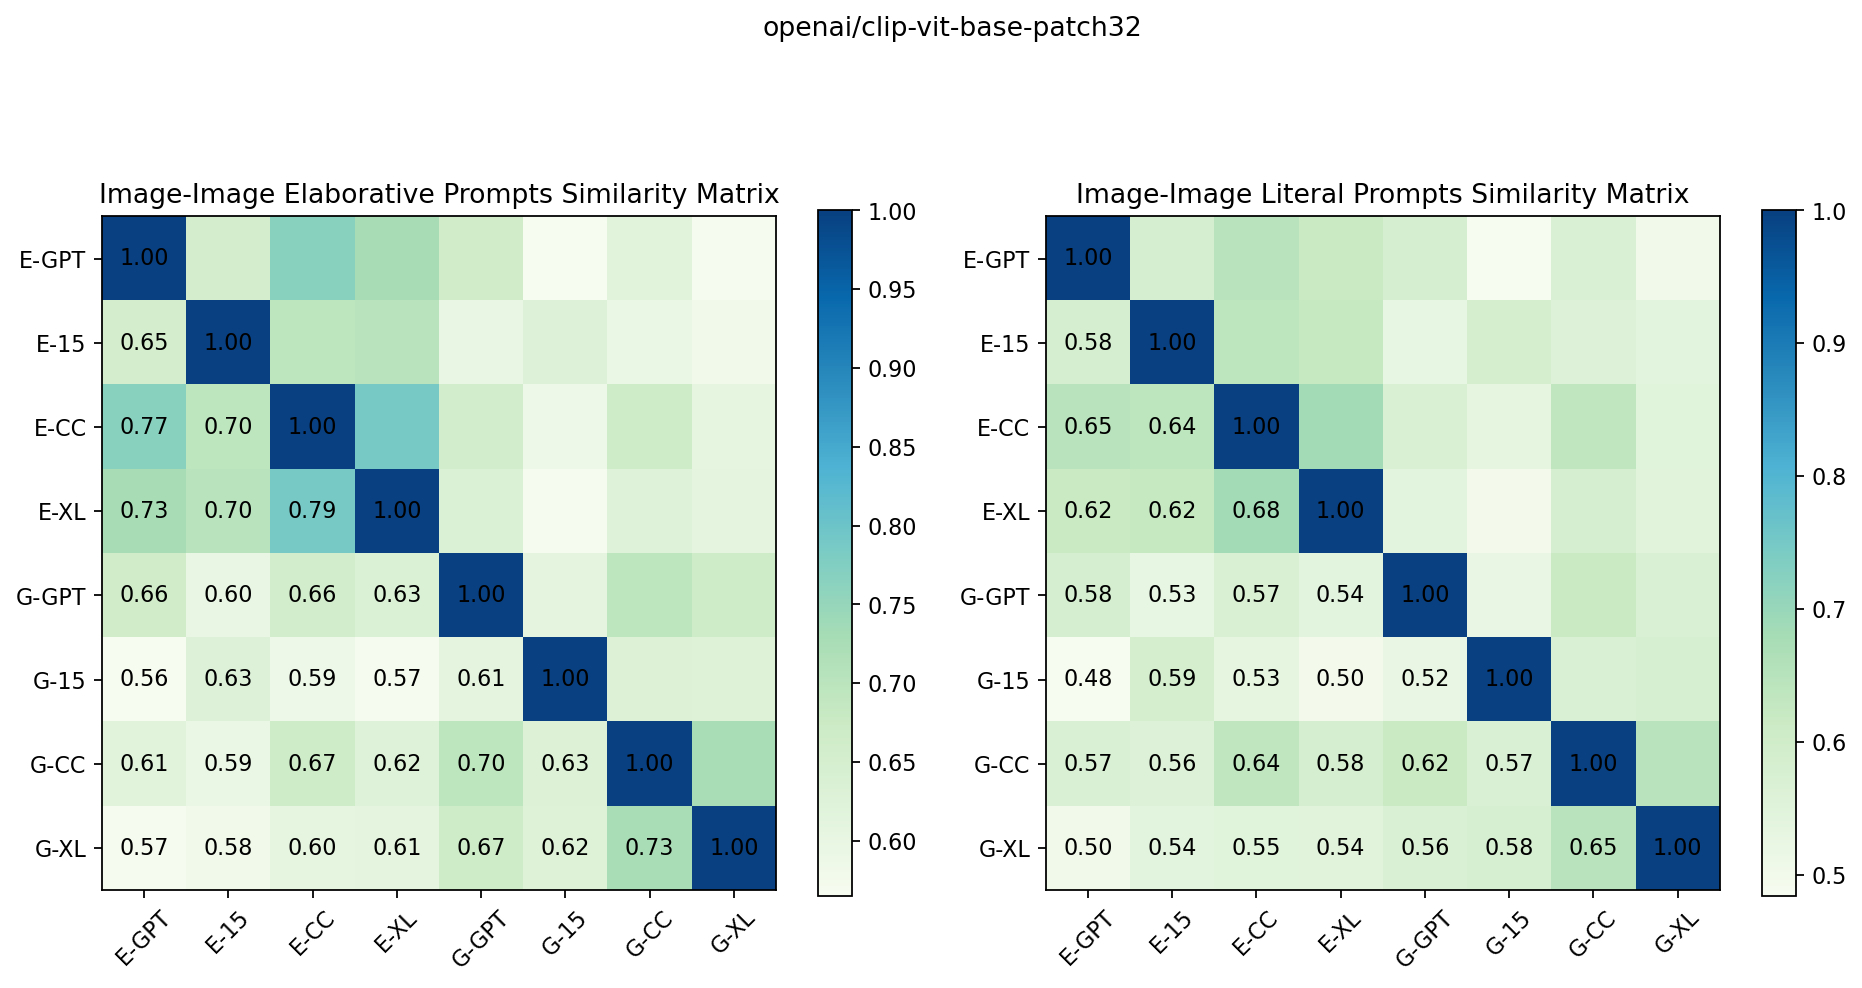 openai/clip-vit-base-patch32
Image-Image Elaborative Prompts Similarity Matrix
E-GPT 1.00
E-15 0.65 1.00
E-CC 0.77 0.70 1.00
E-XL 0.73 0.70 0.79 1.00
G-GPT 0.66 0.60 0.66 0.63 1.00
G-15 0.56 0.63 0.59 0.57 0.61 1.00
G-CC 0.61 0.59 0.67 0.62 0.70 0.63 1.00
G-XL 0.57 0.58 0.60 0.61 0.67 0.62 0.73 1.00
E-GPT E-15 E-CC E-XL G-GPT G-15 G-CC G-XL
1.00
0.95
0.90
0.85
0.80
0.75
0.70
0.65
0.60
Image-Image Literal Prompts Similarity Matrix
E-GPT 1.00
E-15 0.58 1.00
E-CC 0.65 0.64 1.00
E-XL 0.62 0.62 0.68 1.00
G-GPT 0.58 0.53 0.57 0.54 1.00
G-15 0.48 0.59 0.53 0.50 0.52 1.00
G-CC 0.57 0.56 0.64 0.58 0.62 0.57 1.00
G-XL 0.50 0.54 0.55 0.54 0.56 0.58 0.65 1.00
E-GPT E-15 E-CC E-XL G-GPT G-15 G-CC G-XL
1.0
0.9
0.8
0.7
0.6
0.5